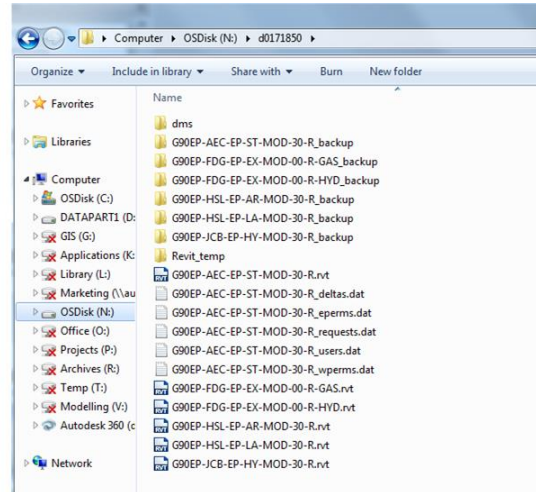 Computer ▸ OSDisk (N:) ▸ d0171850 ▸
Organize ▾ Include in library ▾ Share with ▾ Burn New folder
Favorites
Libraries
Computer
OSDisk (C:)
DATAPART1 (D:
GIS (G:)
Applications (K:
Library (L:)
Marketing (\\au
OSDisk (N:)
Office (O:)
Projects (P:)
Archives (R:)
Temp (T:)
Modelling (V:)
Autodesk 360 (c
Network
Name
dms
G90EP-AEC-EP-ST-MOD-30-R_backup
G90EP-FDG-EP-EX-MOD-00-R-GAS_backup
G90EP-FDG-EP-EX-MOD-00-R-HYD_backup
G90EP-HSL-EP-AR-MOD-30-R_backup
G90EP-HSL-EP-LA-MOD-30-R_backup
G90EP-JCB-EP-HY-MOD-30-R_backup
Revit_temp
G90EP-AEC-EP-ST-MOD-30-R.rvt
G90EP-AEC-EP-ST-MOD-30-R_deltas.dat
G90EP-AEC-EP-ST-MOD-30-R_eperms.dat
G90EP-AEC-EP-ST-MOD-30-R_requests.dat
G90EP-AEC-EP-ST-MOD-30-R_users.dat
G90EP-AEC-EP-ST-MOD-30-R_wperms.dat
G90EP-FDG-EP-EX-MOD-00-R-GAS.rvt
G90EP-FDG-EP-EX-MOD-00-R-HYD.rvt
G90EP-HSL-EP-AR-MOD-30-R.rvt
G90EP-HSL-EP-LA-MOD-30-R.rvt
G90EP-JCB-EP-HY-MOD-30-R.rvt